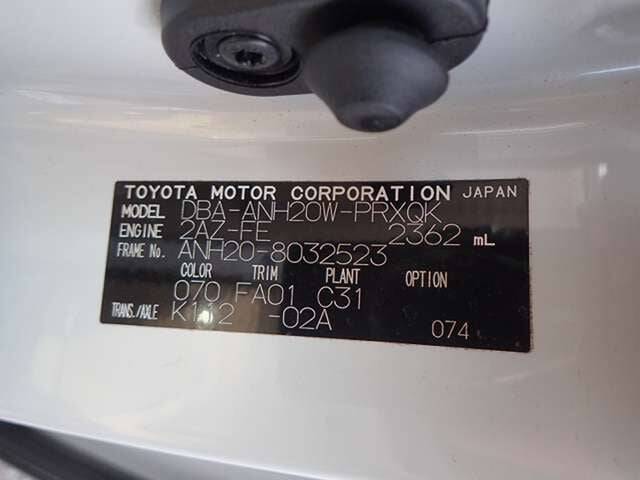 TOYOTA MOTOR CORPORATION JAPAN
MODEL DBA-ANH20W-PRXQK
ENGINE 2AZ-FE 2362 mL
FRAME No. ANH20-8032523
COLOR TRIM PLANT OPTION
070 FA01 C31
TRANS./AXLE K112 -02A 074